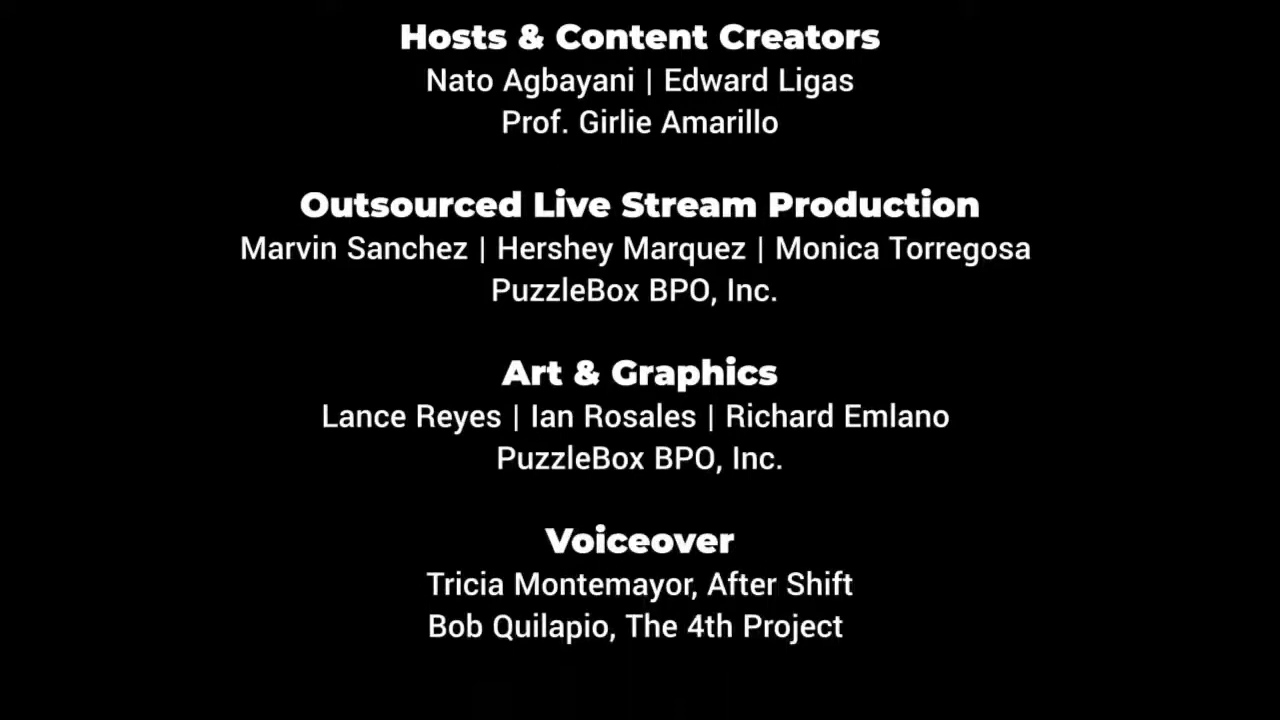 Hosts & Content Creators
Nato Agbayani | Edward Ligas
Prof. Girlie Amarillo
Outsourced Live Stream Production
Marvin Sanchez | Hershey Marquez | Monica Torregosa
PuzzleBox BPO, Inc.
Art & Graphics
Lance Reyes | Ian Rosales | Richard Emlano
PuzzleBox BPO, Inc.
Voiceover
Tricia Montemayor, After Shift
Bob Quilapio, The 4th Project